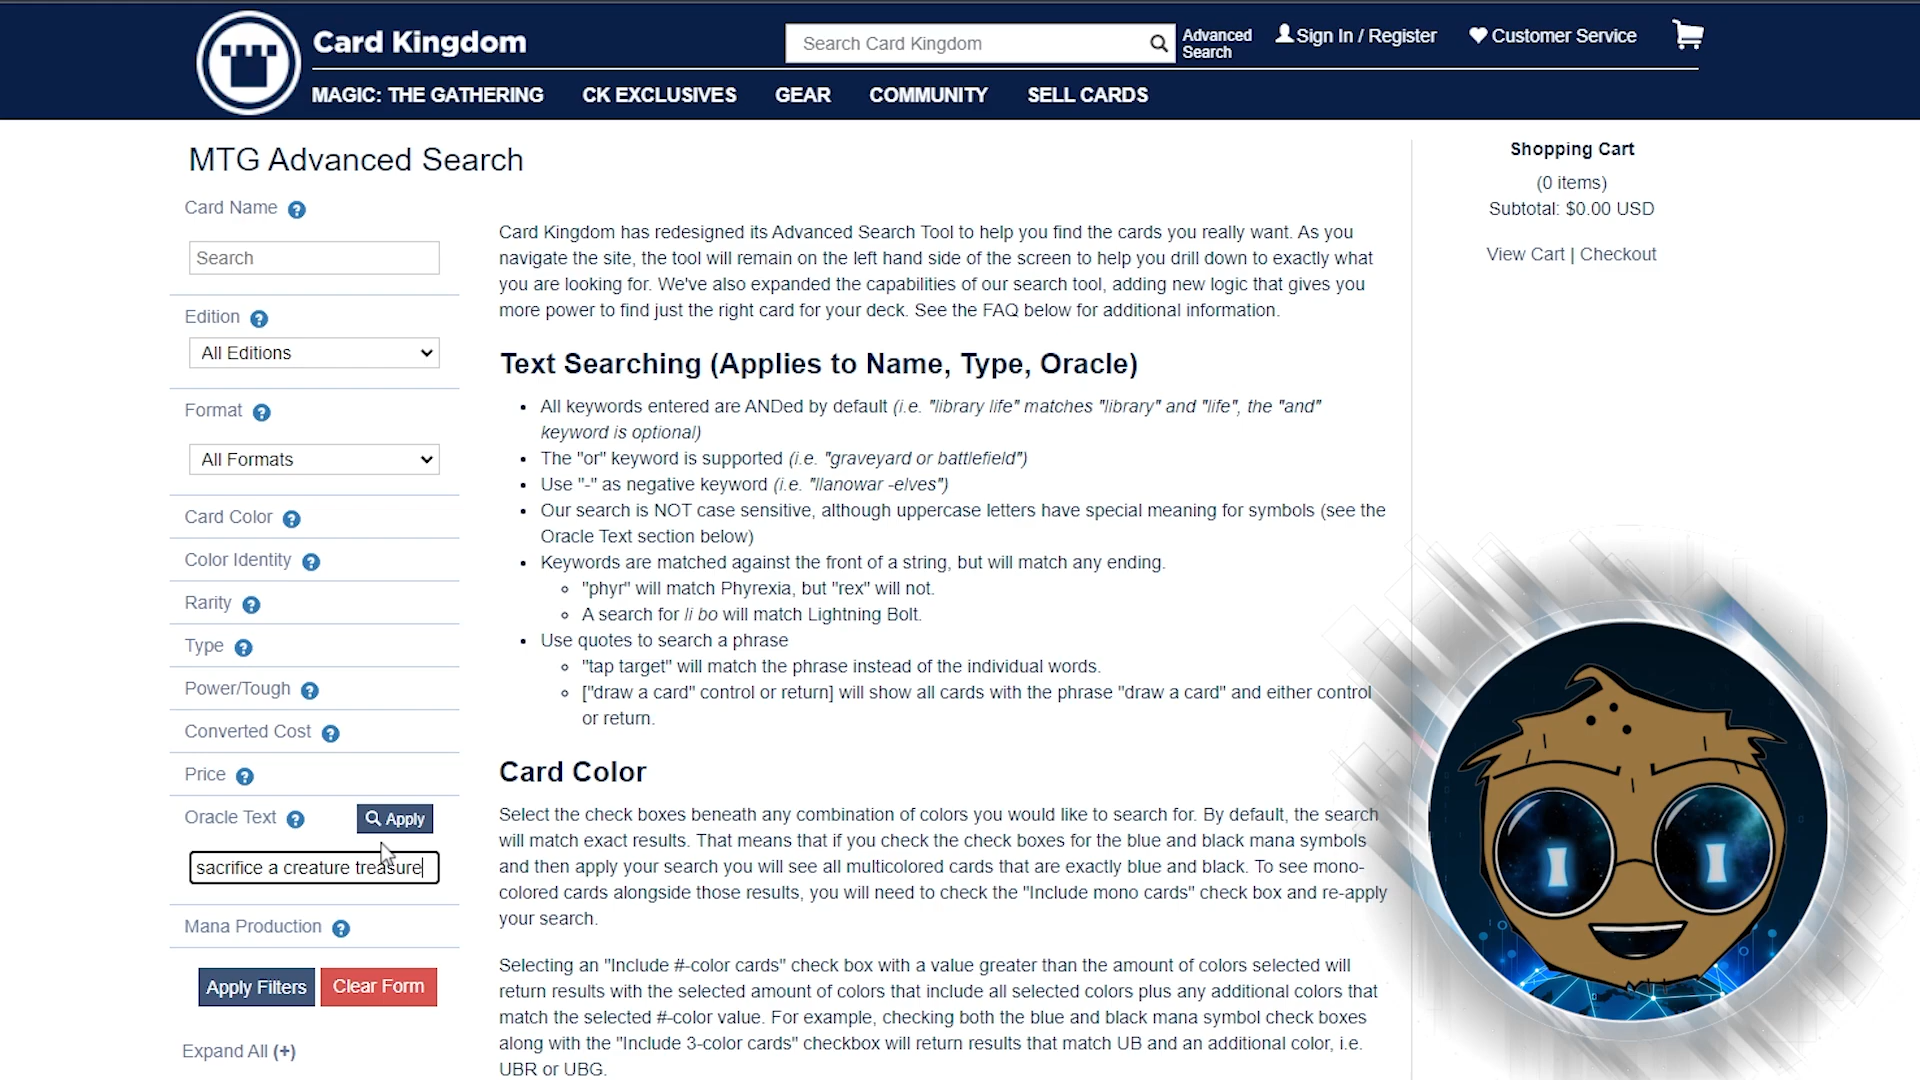 Card Kingdom
Search Card Kingdom
Advanced
Search
Sign In / Register
Customer Service
MAGIC: THE GATHERING
CK EXCLUSIVES
GEAR
COMMUNITY
SELL CARDS
MTG Advanced Search
Card Name ?
Search
Edition ?
All Editions
Format ?
All Formats
Card Color ?
Color Identity ?
Rarity ?
Type ?
Power/Tough ?
Converted Cost ?
Price ?
Oracle Text ?
Apply
sacrifice a creature treasure
Mana Production ?
Apply Filters
Clear Form
Expand All (+)
Card Kingdom has redesigned its Advanced Search Tool to help you find the cards you really want. As you
navigate the site, the tool will remain on the left hand side of the screen to help you drill down to exactly what
you are looking for. We've also expanded the capabilities of our search tool, adding new logic that gives you
more power to find just the right card for your deck. See the FAQ below for additional information.
Text Searching (Applies to Name, Type, Oracle)
• All keywords entered are ANDed by default (i.e. "library life" matches "library" and "life", the "and"
keyword is optional)
• The "or" keyword is supported (i.e. "graveyard or battlefield")
• Use "-" as negative keyword (i.e. "llanowar -elves")
• Our search is NOT case sensitive, although uppercase letters have special meaning for symbols (see the
Oracle Text section below)
• Keywords are matched against the front of a string, but will match any ending.
◦ "phyr" will match Phyrexia, but "rex" will not.
◦ A search for li bo will match Lightning Bolt.
• Use quotes to search a phrase
◦ "tap target" will match the phrase instead of the individual words.
◦ ["draw a card" control or return] will show all cards with the phrase "draw a card" and either control
or return.
Card Color
Select the check boxes beneath any combination of colors you would like to search for. By default, the search
will match exact results. That means that if you check the check boxes for the blue and black mana symbols
and then apply your search you will see all multicolored cards that are exactly blue and black. To see mono-
colored cards alongside those results, you will need to check the "Include mono cards" check box and re-apply
your search.
Selecting an "Include #-color cards" check box with a value greater than the amount of colors selected will
return results with the selected amount of colors that include all selected colors plus any additional colors that
match the selected #-color value. For example, checking both the blue and black mana symbol check boxes
along with the "Include 3-color cards" checkbox will return results that match UB and an additional color, i.e.
UBR or UBG.
Shopping Cart
(0 items)
Subtotal: $0.00 USD
View Cart | Checkout